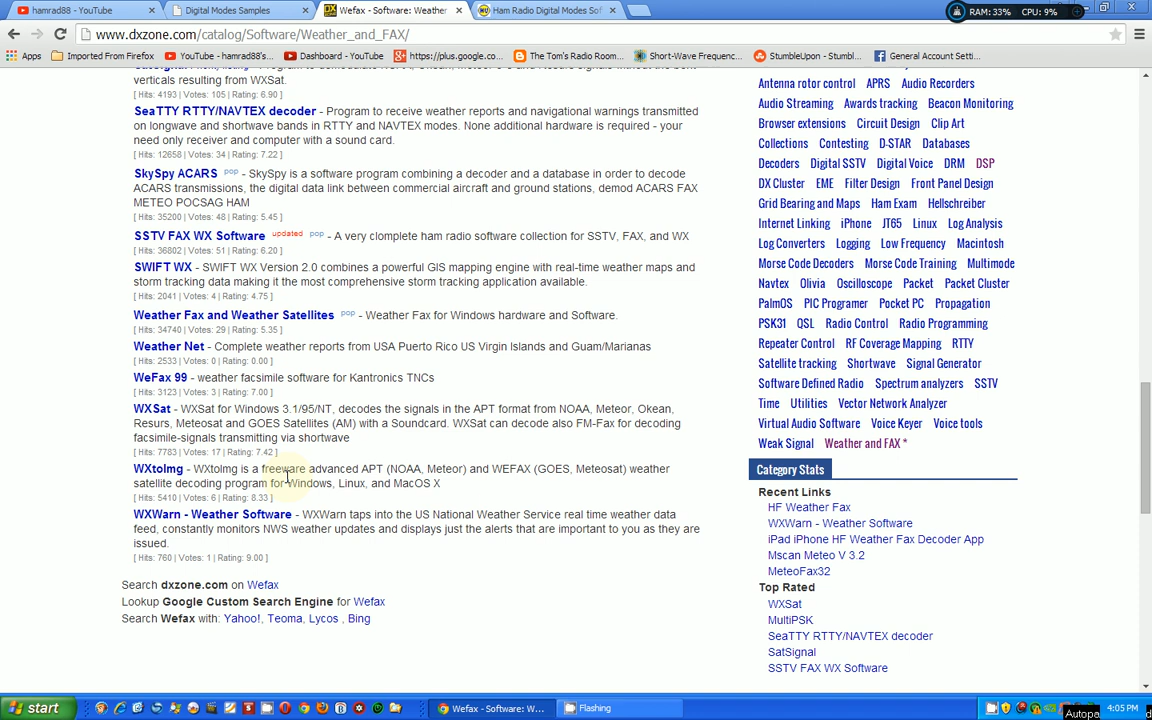 hamrad88 - YouTube
Digital Modes Samples
Wefax - Software: Weather
Ham Radio Digital Modes Sof
RAM: 33% CPU: 9%
www.dxzone.com/catalog/Software/Weather_and_FAX/
Apps
Imported From Firefox
YouTube - hamrad88's...
Dashboard - YouTube
https://plus.google.co...
The Tom's Radio Room...
Short-Wave Frequenc...
StumbleUpon - Stumbl...
General Account Setti...
verticals resulting from WXSat.
[ Hits: 4193 | Votes: 105 | Rating: 6.90 ]
SeaTTY RTTY/NAVTEX decoder - Program to receive weather reports and navigational warnings transmitted
on longwave and shortwave bands in RTTY and NAVTEX modes. None additional hardware is required - your
need only receiver and computer with a sound card.
[ Hits: 12658 | Votes: 34 | Rating: 7.22 ]
SkySpy ACARS pop - SkySpy is a software program combining a decoder and a database in order to decode
ACARS transmissions, the digital data link between commercial aircraft and ground stations, demod ACARS FAX
METEO POCSAG HAM
[ Hits: 35200 | Votes: 48 | Rating: 5.45 ]
SSTV FAX WX Software updated pop - A very clomplete ham radio software collection for SSTV, FAX, and WX
[ Hits: 36802 | Votes: 51 | Rating: 6.20 ]
SWIFT WX - SWIFT WX Version 2.0 combines a powerful GIS mapping engine with real-time weather maps and
storm tracking data making it the most comprehensive storm tracking application available.
[ Hits: 2041 | Votes: 4 | Rating: 4.75 ]
Weather Fax and Weather Satellites pop - Weather Fax for Windows hardware and Software.
[ Hits: 34740 | Votes: 29 | Rating: 5.35 ]
Weather Net - Complete weather reports from USA Puerto Rico US Virgin Islands and Guam/Marianas
[ Hits: 2533 | Votes: 0 | Rating: 0.00 ]
WeFax 99 - weather facsimile software for Kantronics TNCs
[ Hits: 3123 | Votes: 3 | Rating: 7.00 ]
WXSat - WXSat for Windows 3.1/95/NT, decodes the signals in the APT format from NOAA, Meteor, Okean,
Resurs, Meteosat and GOES Satellites (AM) with a Soundcard. WXSat can decode also FM-Fax for decoding
facsimile-signals transmitting via shortwave
[ Hits: 7783 | Votes: 17 | Rating: 7.42 ]
WXtoImg - WXtoImg is a freeware advanced APT (NOAA, Meteor) and WEFAX (GOES, Meteosat) weather
satellite decoding program for Windows, Linux, and MacOS X
[ Hits: 5410 | Votes: 6 | Rating: 8.33 ]
WXWarn - Weather Software - WXWarn taps into the US National Weather Service real time weather data
feed, constantly monitors NWS weather updates and displays just the alerts that are important to you as they are
issued.
[ Hits: 760 | Votes: 1 | Rating: 9.00 ]
Search dxzone.com on Wefax
Lookup Google Custom Search Engine for Wefax
Search Wefax with: Yahoo!, Teoma, Lycos , Bing
Antenna rotor control APRS Audio Recorders
Audio Streaming Awards tracking Beacon Monitoring
Browser extensions Circuit Design Clip Art
Collections Contesting D-STAR Databases
Decoders Digital SSTV Digital Voice DRM DSP
DX Cluster EME Filter Design Front Panel Design
Grid Bearing and Maps Ham Exam Hellschreiber
Internet Linking iPhone JT65 Linux Log Analysis
Log Converters Logging Low Frequency Macintosh
Morse Code Decoders Morse Code Training Multimode
Navtex Olivia Oscilloscope Packet Packet Cluster
PalmOS PIC Programer Pocket PC Propagation
PSK31 QSL Radio Control Radio Programming
Repeater Control RF Coverage Mapping RTTY
Satellite tracking Shortwave Signal Generator
Software Defined Radio Spectrum analyzers SSTV
Time Utilities Vector Network Analyzer
Virtual Audio Software Voice Keyer Voice tools
Weak Signal Weather and FAX *
Category Stats
Recent Links
HF Weather Fax
WXWarn - Weather Software
iPad iPhone HF Weather Fax Decoder App
Mscan Meteo V 3.2
MeteoFax32
Top Rated
WXSat
MultiPSK
SeaTTY RTTY/NAVTEX decoder
SatSignal
SSTV FAX WX Software
start
Wefax - Software: W...
Flashing
4:05 PM
Autopa